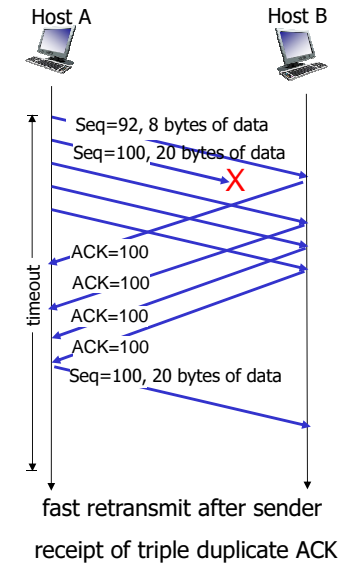 Host A
Host B
Seq=92, 8 bytes of data
Seq=100, 20 bytes of data
X
ACK=100
ACK=100
timeout
ACK=100
ACK=100
Seq=100, 20 bytes of data
fast retransmit after sender
receipt of triple duplicate ACK